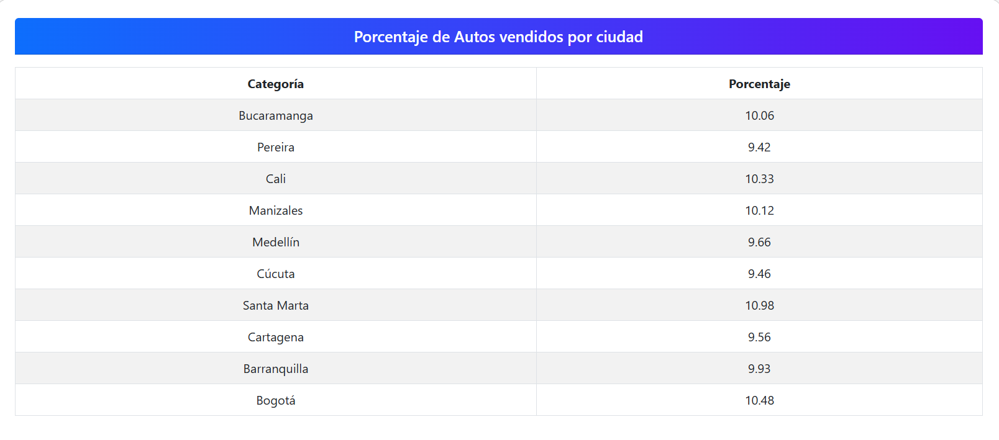 Porcentaje de Autos vendidos por ciudad
Categoría Porcentaje
Bucaramanga 10.06
Pereira 9.42
Cali 10.33
Manizales 10.12
Medellín 9.66
Cúcuta 9.46
Santa Marta 10.98
Cartagena 9.56
Barranquilla 9.93
Bogotá 10.48